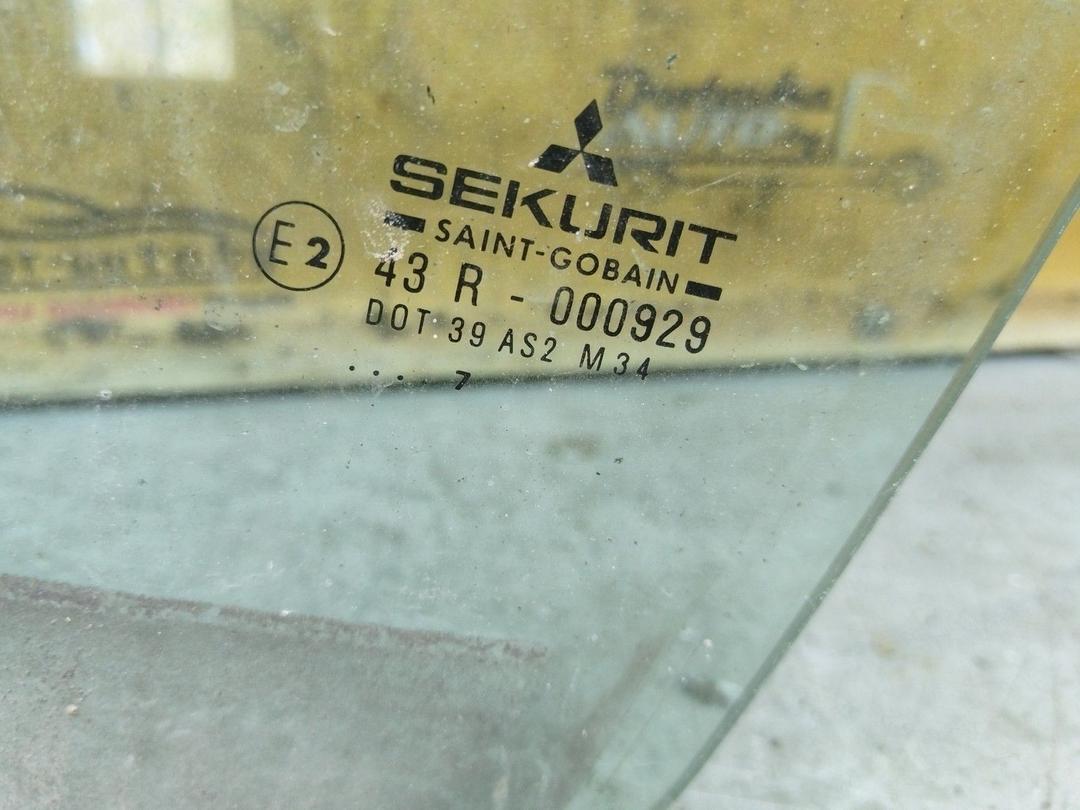 SEKURIT
SAINT-GOBAIN
E2
43 R - 000929
DOT 39 AS2 M34
.... 7